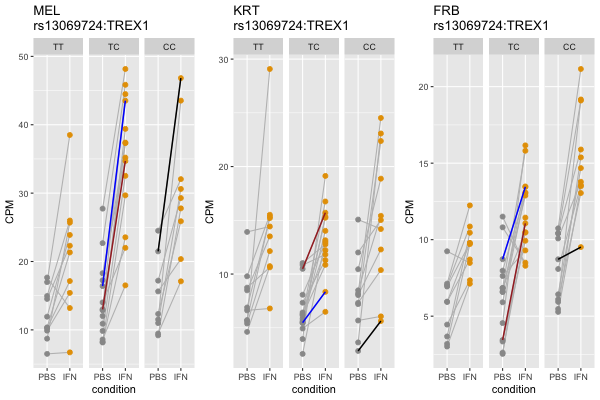 MEL
rs13069724:TREX1
TT TC CC
CPM
50
40
30
20
10
PBS IFN PBS IFN PBS IFN
condition
KRT
rs13069724:TREX1
TT TC CC
CPM
30
20
10
PBS IFN PBS IFN PBS IFN
condition
FRB
rs13069724:TREX1
TT TC CC
CPM
20
15
10
5
PBS IFN PBS IFN PBS IFN
condition